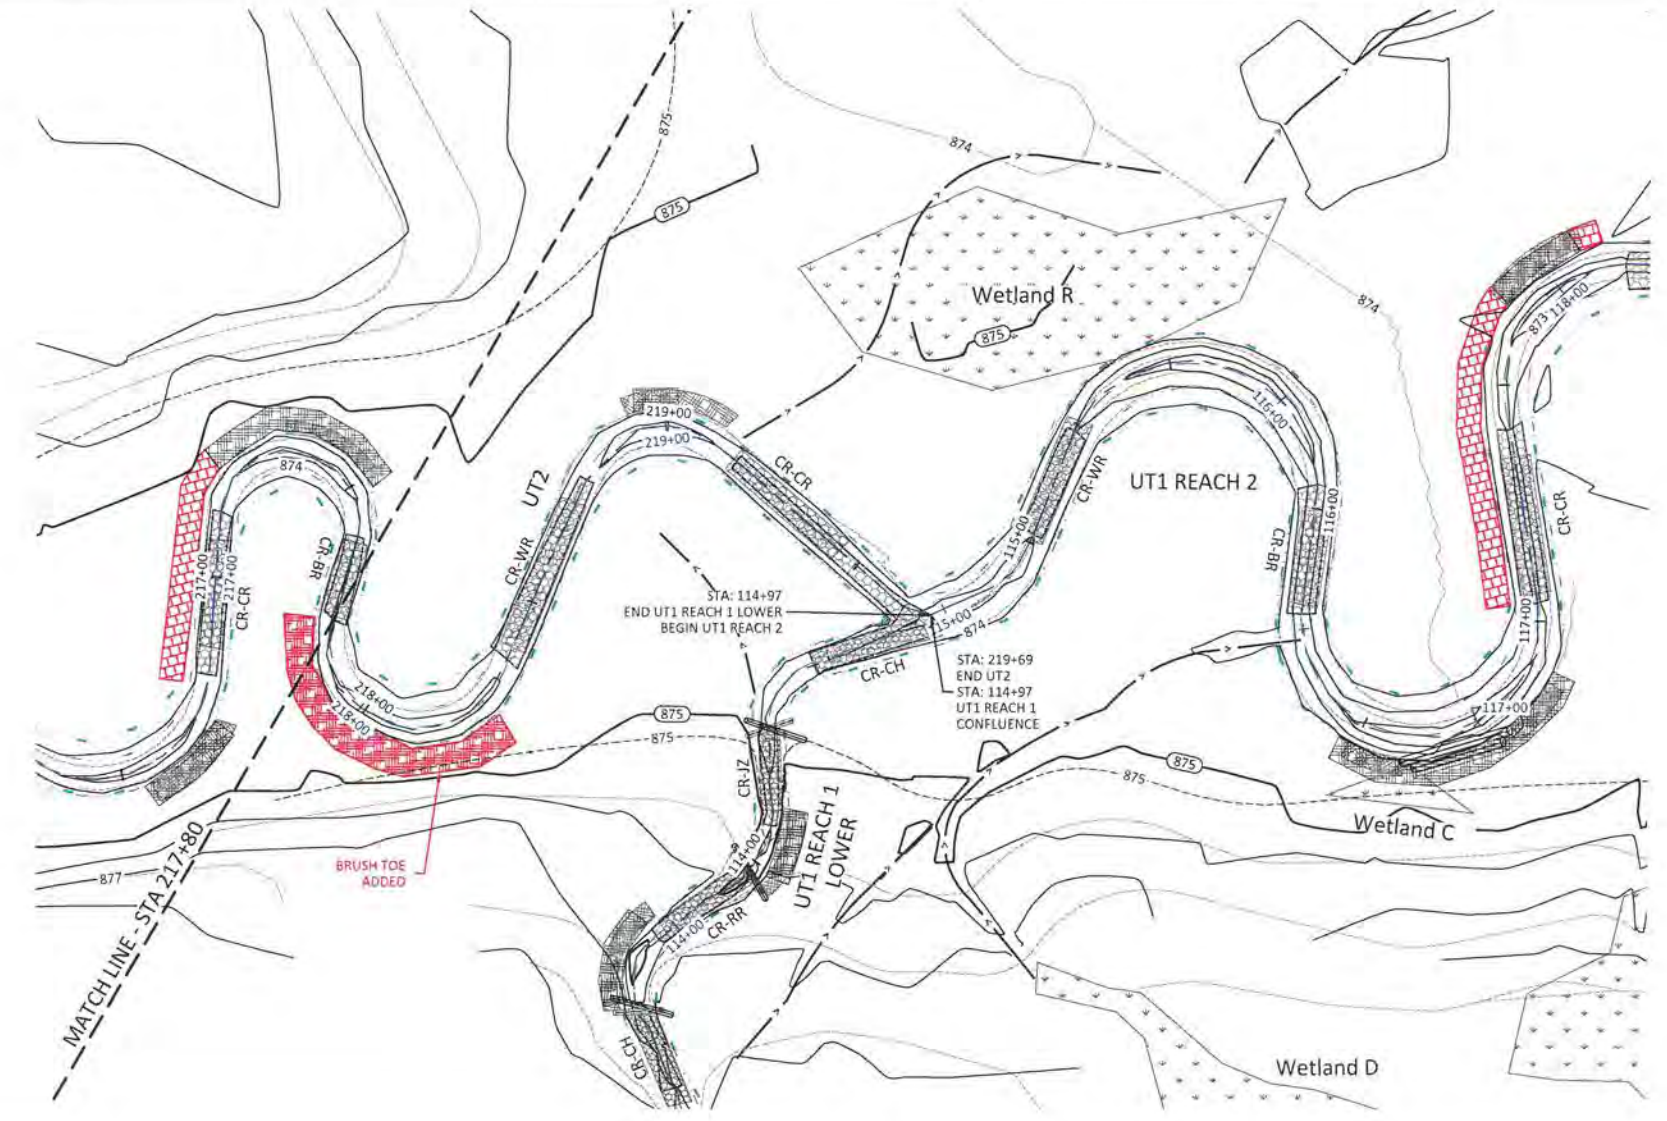 875
874
875
Wetland R
875
874
873
118+00
219+00
219+00
116+00
874
CR-CR
UT2
UT1 REACH 2
CR-WR
116+00
CR-CR
115+00
CR-BR
CR-WR
CR-BR
217+00
217+00
CR-CR
STA: 114+97
END UT1 REACH 1 LOWER
BEGIN UT1 REACH 2
15+00
874
117+00
CR-CH
STA: 219+69
END UT2
STA: 114+97
UT1 REACH 1
CONFLUENCE
218+00
218+00
875
875
117+00
875
875
CR-JZ
UT1 REACH 1
LOWER
Wetland C
BRUSH TOE
ADDED
114+00
877
MATCH LINE - STA 217+80
CR-RR
114+00
CR-CH
Wetland D